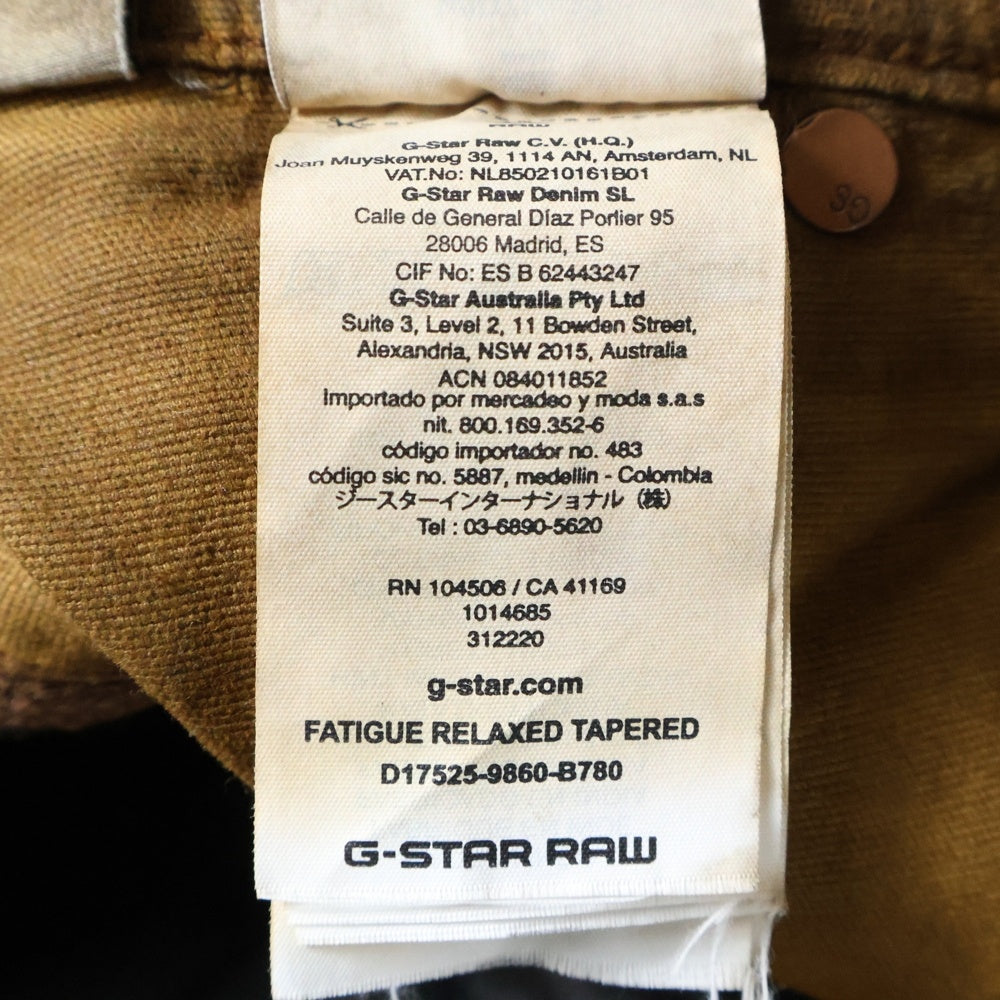 RAW
G-Star Raw C.V. (H.Q.)
Joan Muyskenweg 39, 1114 AN, Amsterdam, NL
VAT.No: NL850210161B01
G-Star Raw Denim SL
Calle de General Díaz Porlier 95
28006 Madrid, ES
CIF No: ES B 62443247
G-Star Australia Pty Ltd
Suite 3, Level 2, 11 Bowden Street,
Alexandria, NSW 2015, Australia
ACN 084011852
Importado por mercadeo y moda s.a.s
nit. 800.169.352-6
código importador no. 483
código sic no. 5887, medellin - Colombia
ジースターインターナショナル (株)
Tel : 03-6890-5620
RN 104506 / CA 41169
1014685
312220
g-star.com
FATIGUE RELAXED TAPERED
D17525-9860-B780
G-STAR RAW